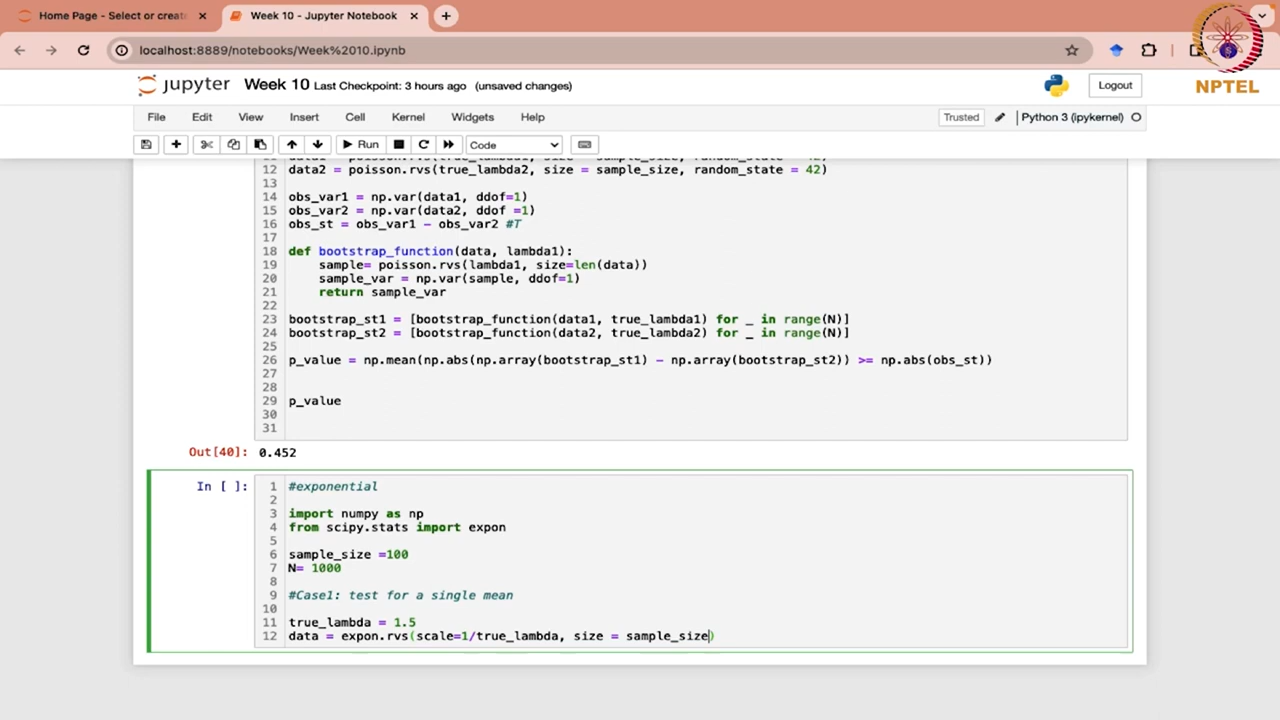 Home Page - Select or create
Week 10 - Jupyter Notebook
localhost:8889/notebooks/Week%2010.ipynb
NPTEL
jupyter Week 10 Last Checkpoint: 3 hours ago (unsaved changes)
Logout
File Edit View Insert Cell Kernel Widgets Help
Trusted
Python 3 (ipykernel)
Run
Code
12 data2 = poisson.rvs(true_lambda2, size = sample_size, random_state = 42)
13
14 obs_var1 = np.var(data1, ddof=1)
15 obs_var2 = np.var(data2, ddof =1)
16 obs_st = obs_var1 - obs_var2 #T
17
18 def bootstrap_function(data, lambda1):
19 sample= poisson.rvs(lambda1, size=len(data))
20 sample_var = np.var(sample, ddof=1)
21 return sample_var
22
23 bootstrap_st1 = [bootstrap_function(data1, true_lambda1) for _ in range(N)]
24 bootstrap_st2 = [bootstrap_function(data2, true_lambda2) for _ in range(N)]
25
26 p_value = np.mean(np.abs(np.array(bootstrap_st1) - np.array(bootstrap_st2)) >= np.abs(obs_st))
27
28
29 p_value
30
31
Out[40]: 0.452
In [ ]: 1 #exponential
2
3 import numpy as np
4 from scipy.stats import expon
5
6 sample_size =100
7 N= 1000
8
9 #Case1: test for a single mean
10
11 true_lambda = 1.5
12 data = expon.rvs(scale=1/true_lambda, size = sample_size)